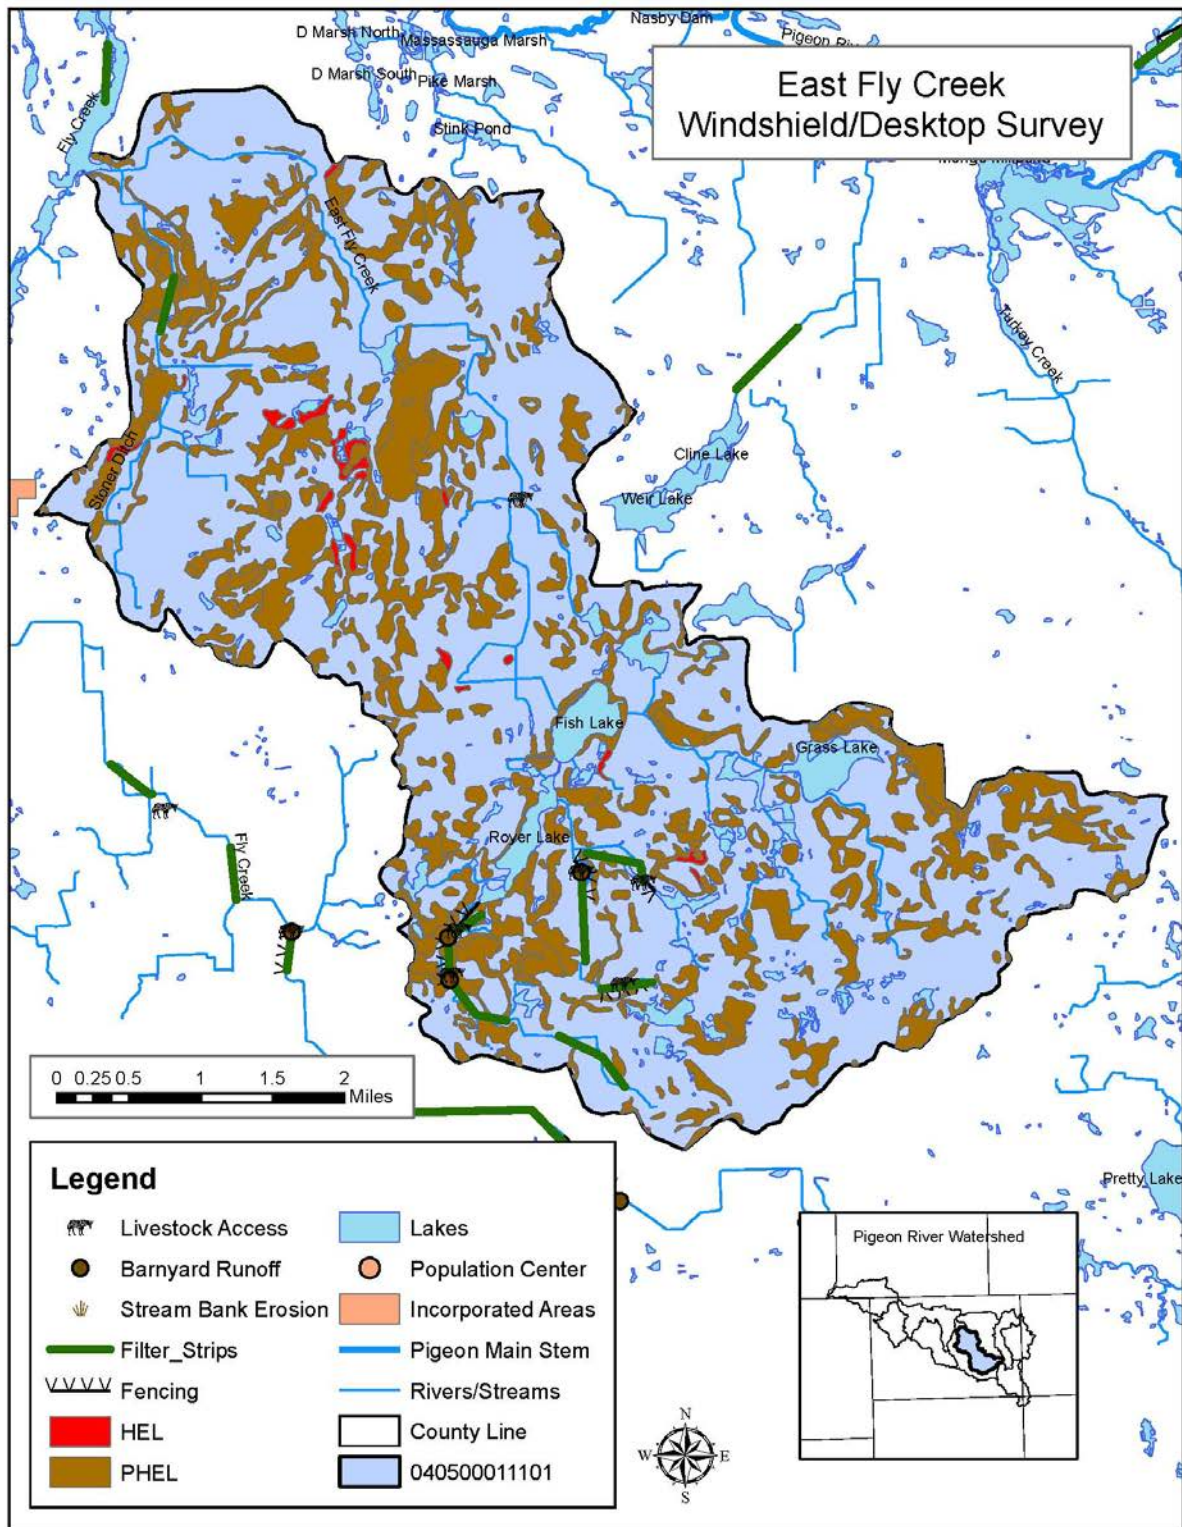 Nasby Dam
D Marsh North
Massassauga Marsh
D Marsh South
Pike Marsh
Stink Pond
Fly Creek
East Fly Creek
Windshield/Desktop Survey
East Fly Creek
Turkey Creek
Cline Lake
Weir Lake
Stoner Ditch
Fish Lake
Grass Lake
Royer Lake
Fly Creek
0 0.25 0.5 1 1.5 2
Miles
Pretty Lake
Legend
Livestock Access
Barnyard Runoff
Stream Bank Erosion
Filter_Strips
Fencing
HEL
PHEL
Lakes
Population Center
Incorporated Areas
Pigeon Main Stem
Rivers/Streams
County Line
040500011101
N
W E
S
Pigeon River Watershed